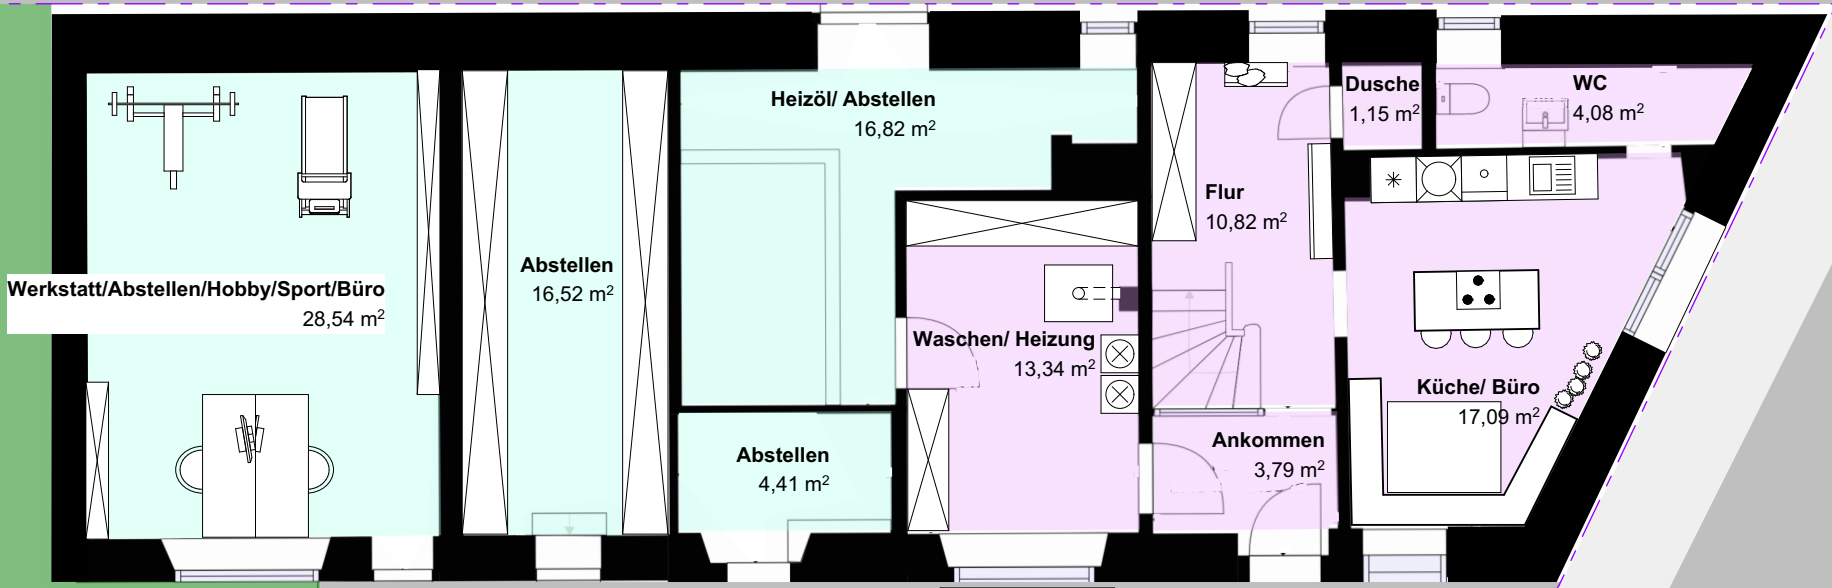 Werkstatt/Abstellen/Hobby/Sport/Büro
28,54 m²
Abstellen
16,52 m²
Heizöl/ Abstellen
16,82 m²
Abstellen
4,41 m²
Waschen/ Heizung
13,34 m²
Flur
10,82 m²
Ankommen
3,79 m²
Dusche
1,15 m²
WC
4,08 m²
Küche/ Büro
17,09 m²